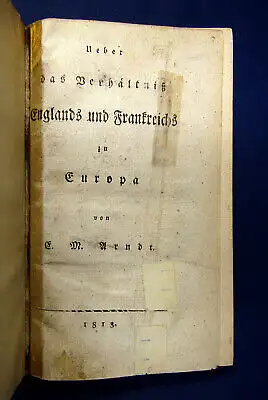 Ueber
das Verhältniß
Englands und Frankreichs
zu
Europa
von
E. M. Arndt.
1813.